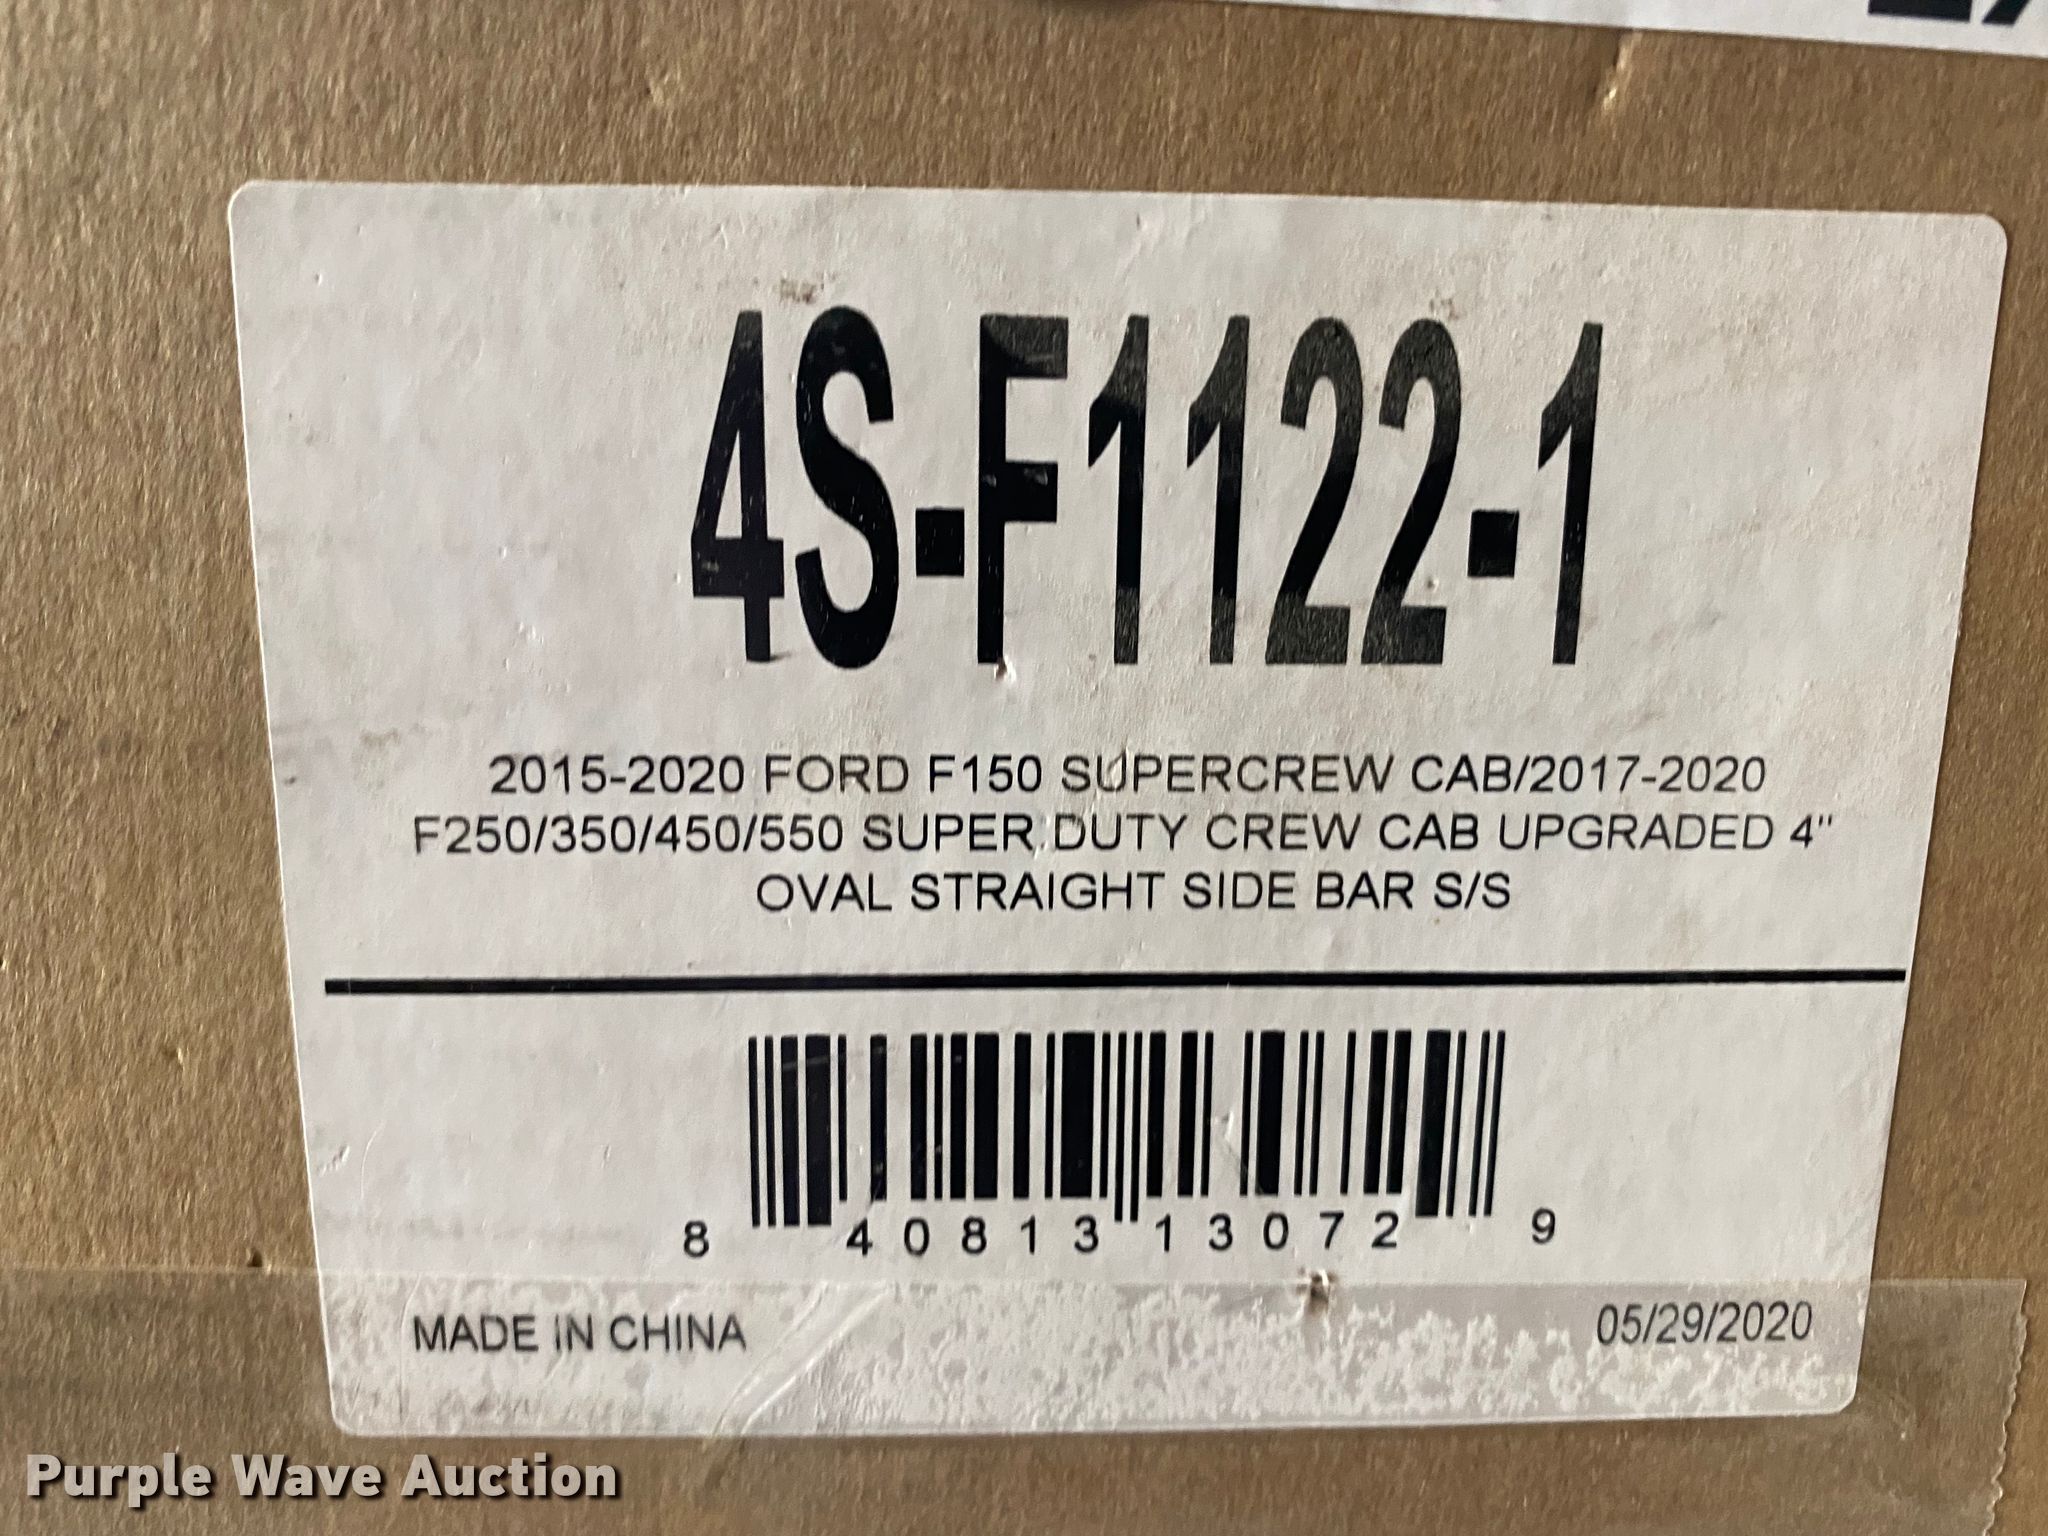 4S-F1122-1
2015-2020 FORD F150 SUPERCREW CAB/2017-2020
F250/350/450/550 SUPER DUTY CREW CAB UPGRADED 4"
OVAL STRAIGHT SIDE BAR S/S
8 40813 13072 9
MADE IN CHINA 05/29/2020
Purple Wave Auction